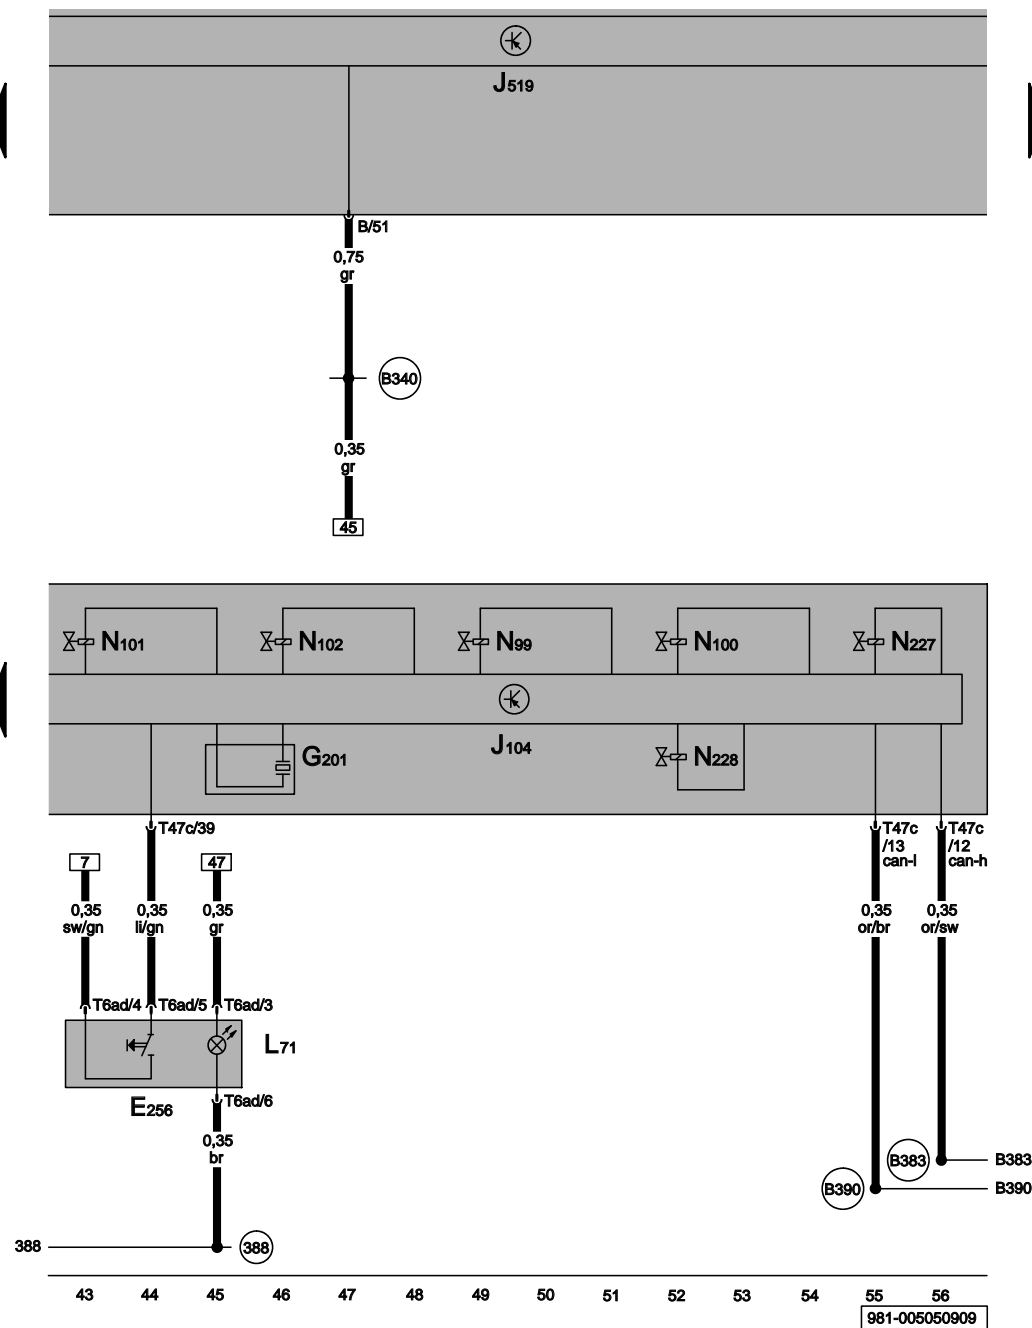 J519
B/51
0,75
gr
B340
0,35
gr
45
N101 N102 N99 N100 N227
J104
G201 N228
T47c/39
T47c
/13
can-l
T47c
/12
can-h
7 47
0,35
sw/gn
0,35
li/gn
0,35
gr
0,35
or/br
0,35
or/sw
T6ad/4 T6ad/5 T6ad/3
L71
E256
T6ad/6
0,35
br
B383 B383
B390 B390
388 388
43 44 45 46 47 48 49 50 51 52 53 54 55 56
981-005050909